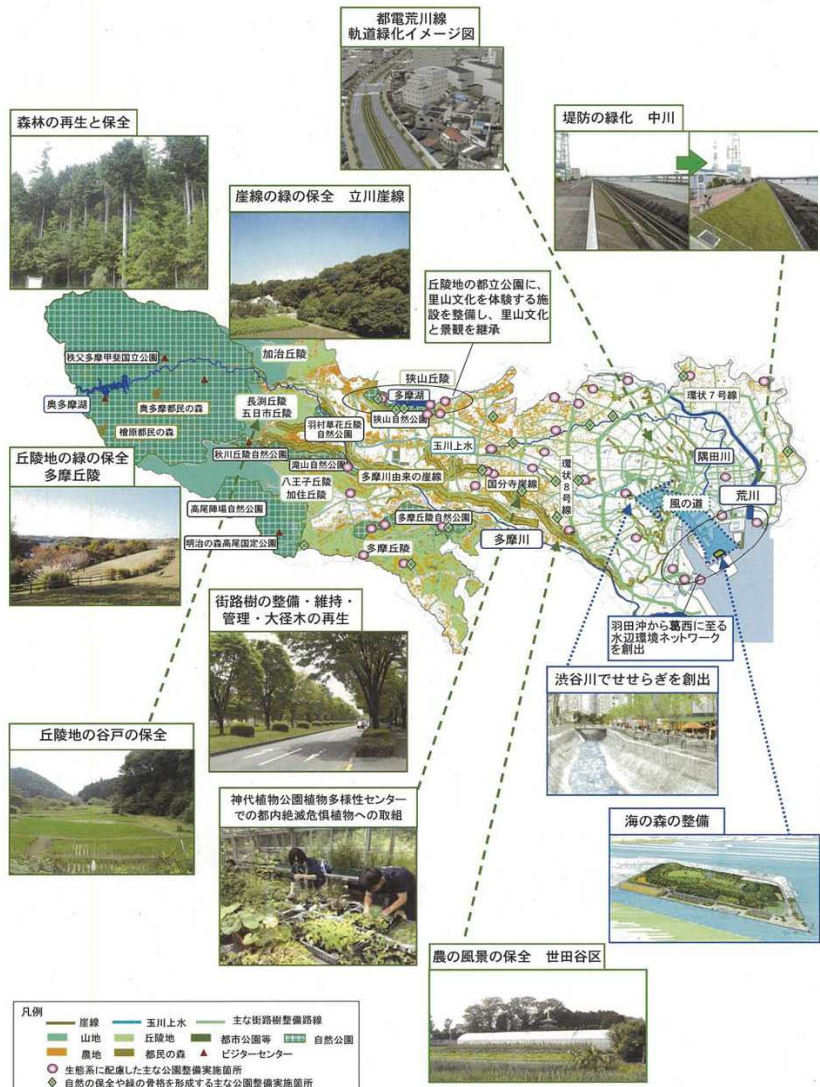 都電荒川線
軌道緑化イメージ図
森林の再生と保全
堤防の緑化 中川
崖線の緑の保全 立川崖線
丘陵地の都立公園に、
里山文化を体験する施
設を整備し、里山文化
と景観を継承
加治丘陵
秩父多摩甲斐国立公園
狭山丘陵
環状7号線
奥多摩湖
奥多摩都民の森
長渕丘陵
五日市丘陵
多摩湖
狭山自然公園
檜原都民の森
羽村草花丘陵
自然公園
玉川上水
隅田川
秋川丘陵自然公園
滝山自然公園
国分寺崖線
環状8号線
丘陵地の緑の保全
多摩丘陵
八王子丘陵
加住丘陵
多摩川由来の崖線
風の道
荒川
高尾陣場自然公園
多摩丘陵自然公園
明治の森高尾国定公園
多摩丘陵
多摩川
街路樹の整備・維持・
管理・大径木の再生
羽田沖から葛西に至る
水辺環境ネットワーク
を創出
渋谷川でせせらぎを創出
丘陵地の谷戸の保全
神代植物公園植物多様性センター
での都内絶滅危惧植物への取組
海の森の整備
農の風景の保全 世田谷区
凡例
崖線 玉川上水 主な街路樹整備路線
山地 丘陵地 都市公園等 自然公園
農地 都民の森 ビジターセンター
生態系に配慮した主な公園整備実施箇所
自然の保全や緑の骨格を形成する主な公園整備実施箇所